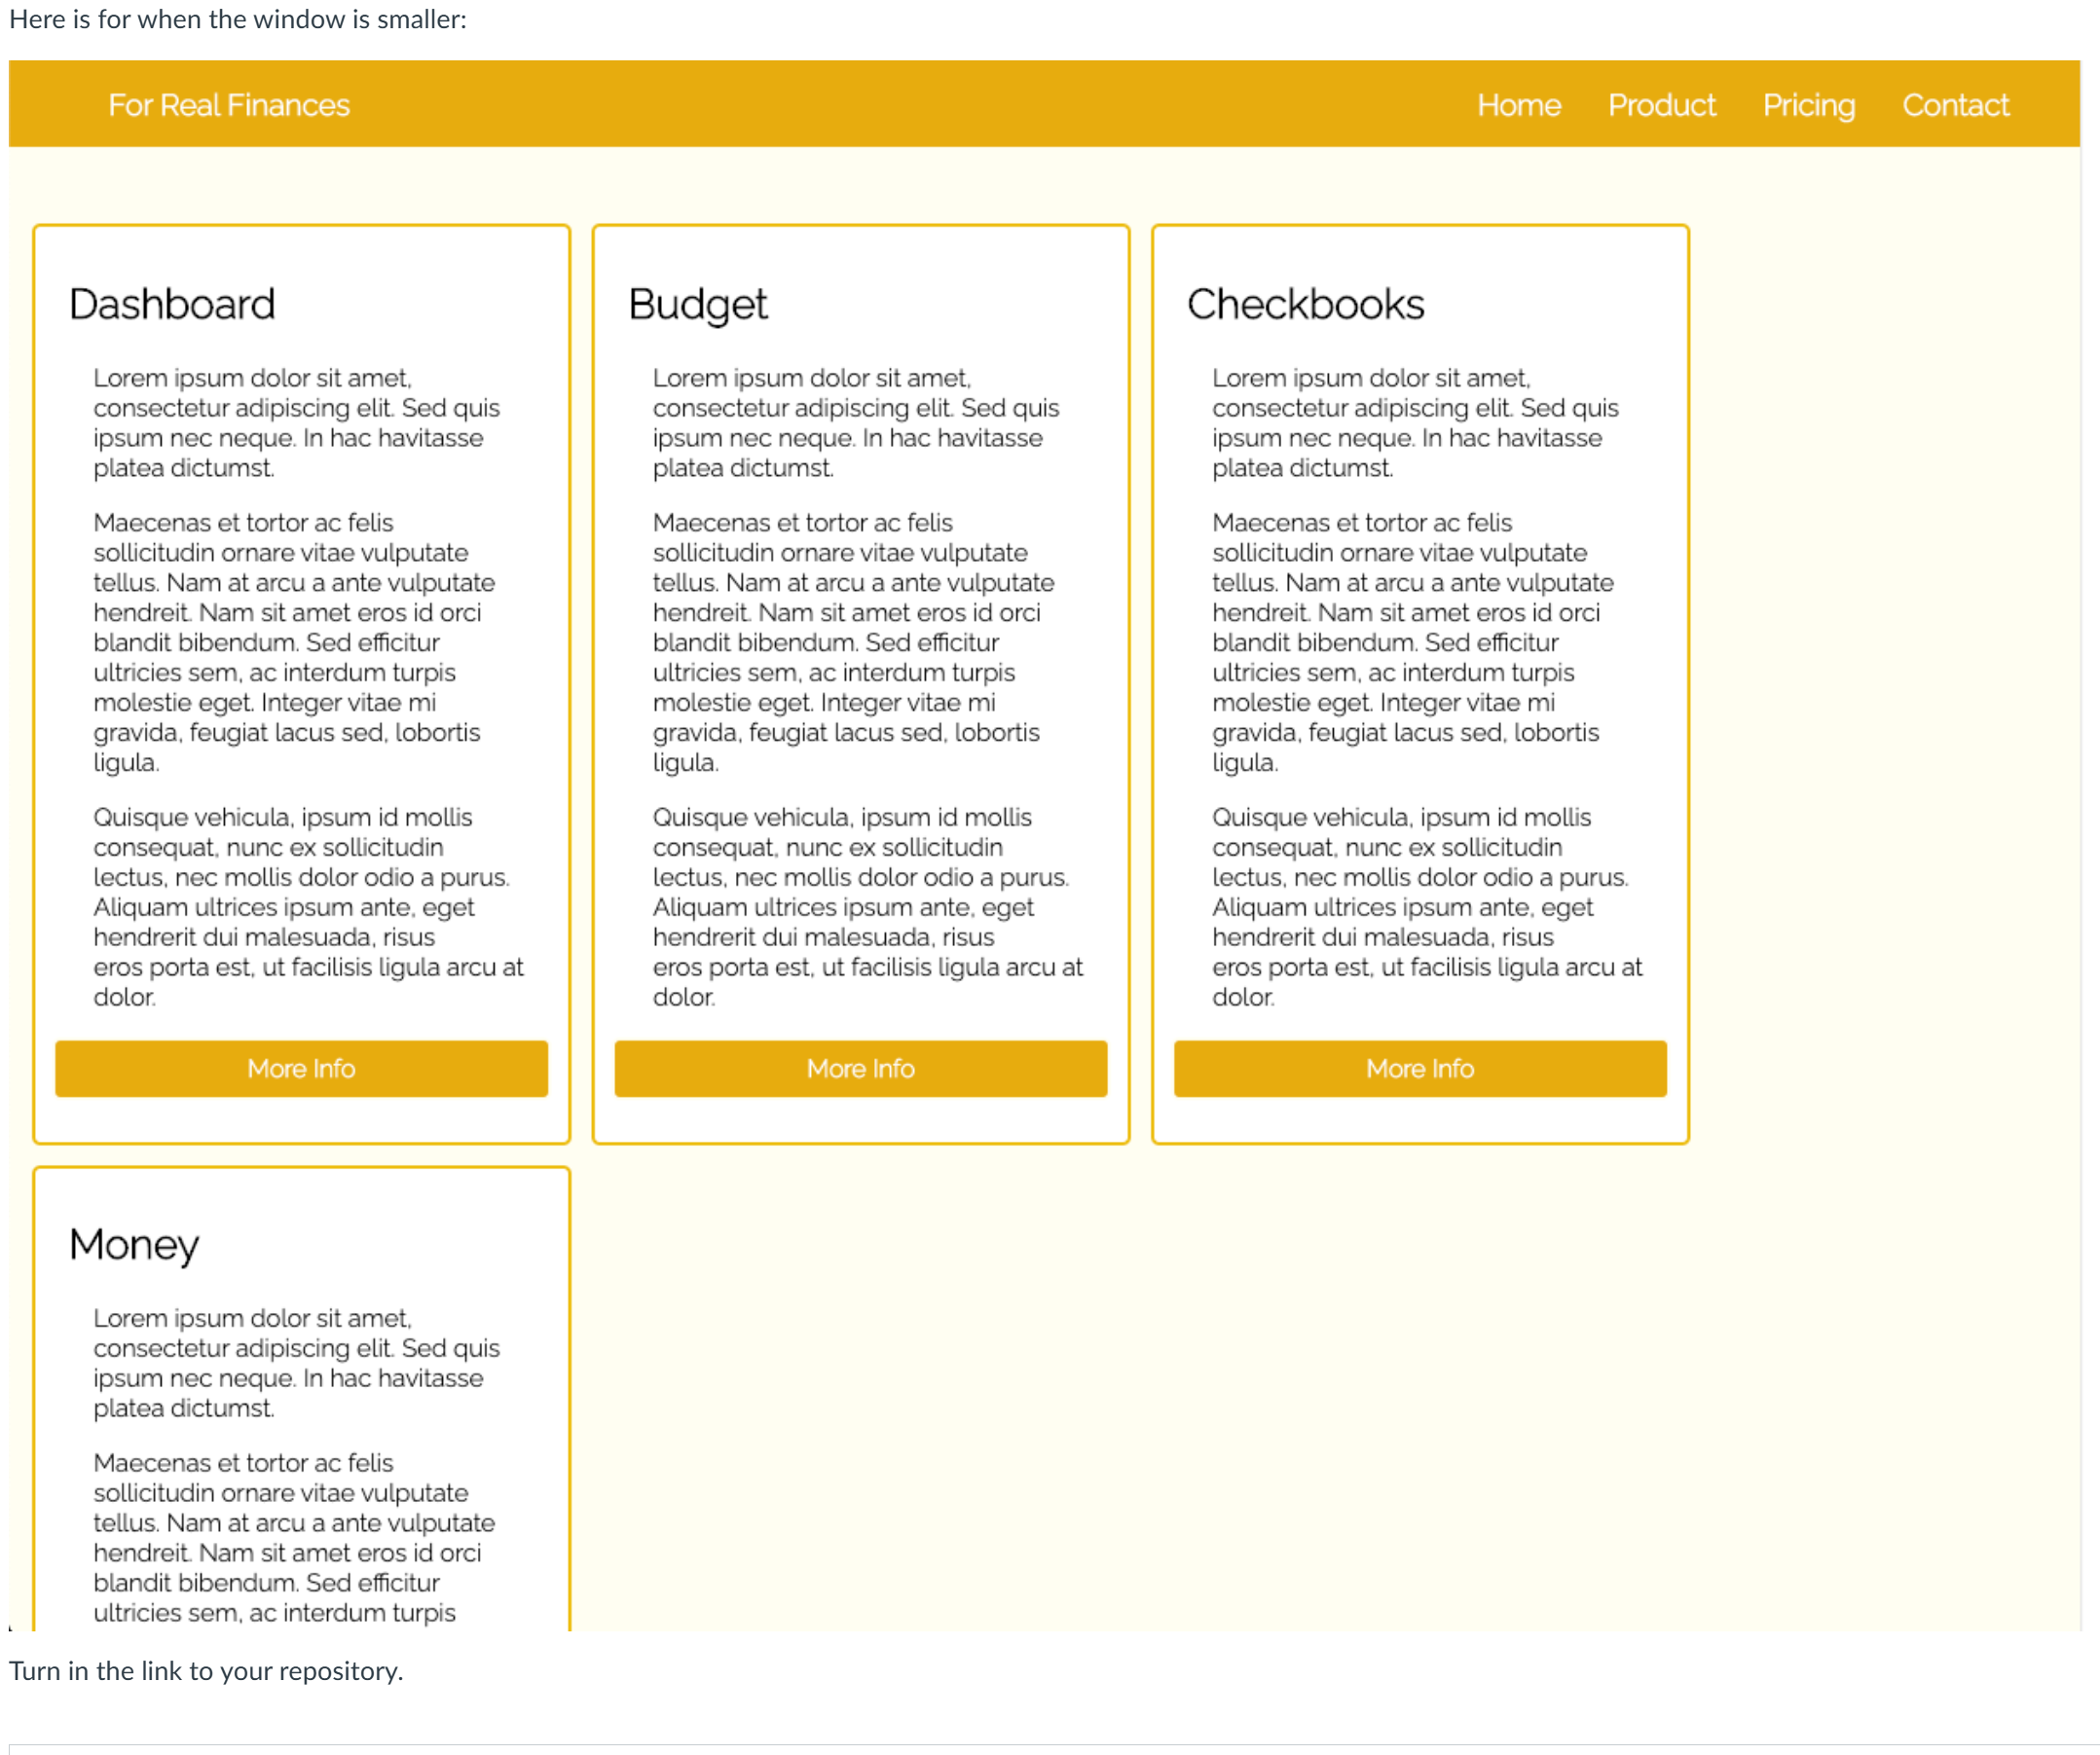 Here is for when the window is smaller:
For Real Finances
Home
Product
Pricing
Contact
Dashboard
Lorem ipsum dolor sit amet,
consectetur adipiscing elit. Sed quis
ipsum nec neque. In hac havitasse
platea dictumst.
Maecenas et tortor ac felis
sollicitudin ornare vitae vulputate
tellus. Nam at arcu a ante vulputate
hendreit. Nam sit amet eros id orci
blandit bibendum. Sed efficitur
ultricies sem, ac interdum turpis
molestie eget. Integer vitae mi
gravida, feugiat lacus sed, lobortis
ligula.
Quisque vehicula, ipsum id mollis
consequat, nunc ex sollicitudin
lectus, nec mollis dolor odio a purus.
Aliquam ultrices ipsum ante, eget
hendrerit dui malesuada, risus
eros porta est, ut facilisis ligula arcu at
dolor.
More Info
Budget
Lorem ipsum dolor sit amet,
consectetur adipiscing elit. Sed quis
ipsum nec neque. In hac havitasse
platea dictumst.
Maecenas et tortor ac felis
sollicitudin ornare vitae vulputate
tellus. Nam at arcu a ante vulputate
hendreit. Nam sit amet eros id orci
blandit bibendum. Sed efficitur
ultricies sem, ac interdum turpis
molestie eget. Integer vitae mi
gravida, feugiat lacus sed, lobortis
ligula.
Quisque vehicula, ipsum id mollis
consequat, nunc ex sollicitudin
lectus, nec mollis dolor odio a purus.
Aliquam ultrices ipsum ante, eget
hendrerit dui malesuada, risus
eros porta est, ut facilisis ligula arcu at
dolor.
More Info
Checkbooks
Lorem ipsum dolor sit amet,
consectetur adipiscing elit. Sed quis
ipsum nec neque. In hac havitasse
platea dictumst.
Maecenas et tortor ac felis
sollicitudin ornare vitae vulputate
tellus. Nam at arcu a ante vulputate
hendreit. Nam sit amet eros id orci
blandit bibendum. Sed efficitur
ultricies sem, ac interdum turpis
molestie eget. Integer vitae mi
gravida, feugiat lacus sed, lobortis
ligula.
Quisque vehicula, ipsum id mollis
consequat, nunc ex sollicitudin
lectus, nec mollis dolor odio a purus.
Aliquam ultrices ipsum ante, eget
hendrerit dui malesuada, risus
eros porta est, ut facilisis ligula arcu at
dolor.
More Info
Money
Lorem ipsum dolor sit amet,
consectetur adipiscing elit. Sed quis
ipsum nec neque. In hac havitasse
platea dictumst.
Maecenas et tortor ac felis
sollicitudin ornare vitae vulputate
tellus. Nam at arcu a ante vulputate
hendreit. Nam sit amet eros id orci
blandit bibendum. Sed efficitur
ultricies sem, ac interdum turpis
Turn in the link to your repository.